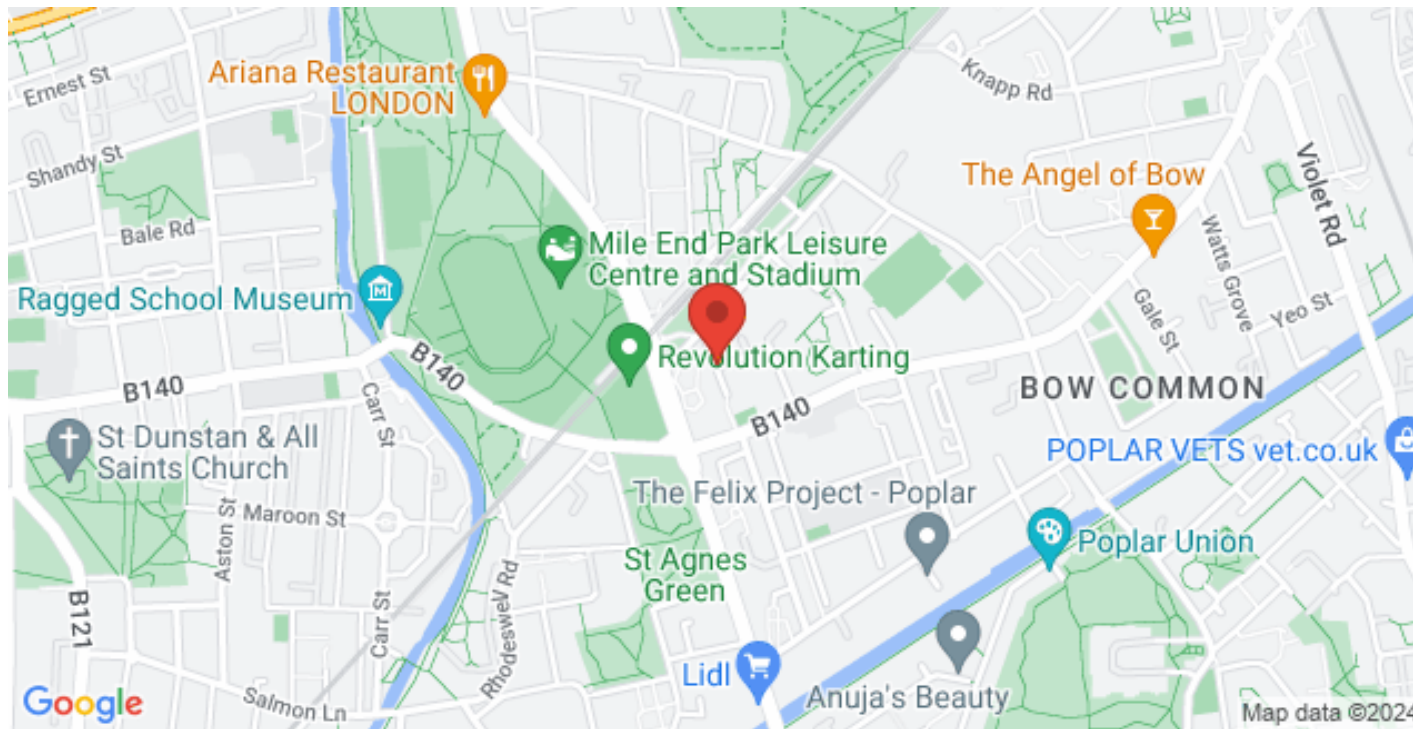 Ernest St
Ariana Restaurant
LONDON
Knapp Rd
Shandy St
Violet Rd
The Angel of Bow
Bale Rd
Mile End Park Leisure
Centre and Stadium
Watts Grove
Ragged School Museum
Gale St
Yeo St
Revolution Karting
B140
B140
BOW COMMON
B140
Carr St
St Dunstan & All
Saints Church
POPLAR VETS vet.co.uk
The Felix Project - Poplar
Maroon St
Aston St
Poplar Union
St Agnes
Green
Rhodeswell Rd
B121
Carr St
Lidl
Anuja's Beauty
Salmon Ln
Google
Map data ©2024